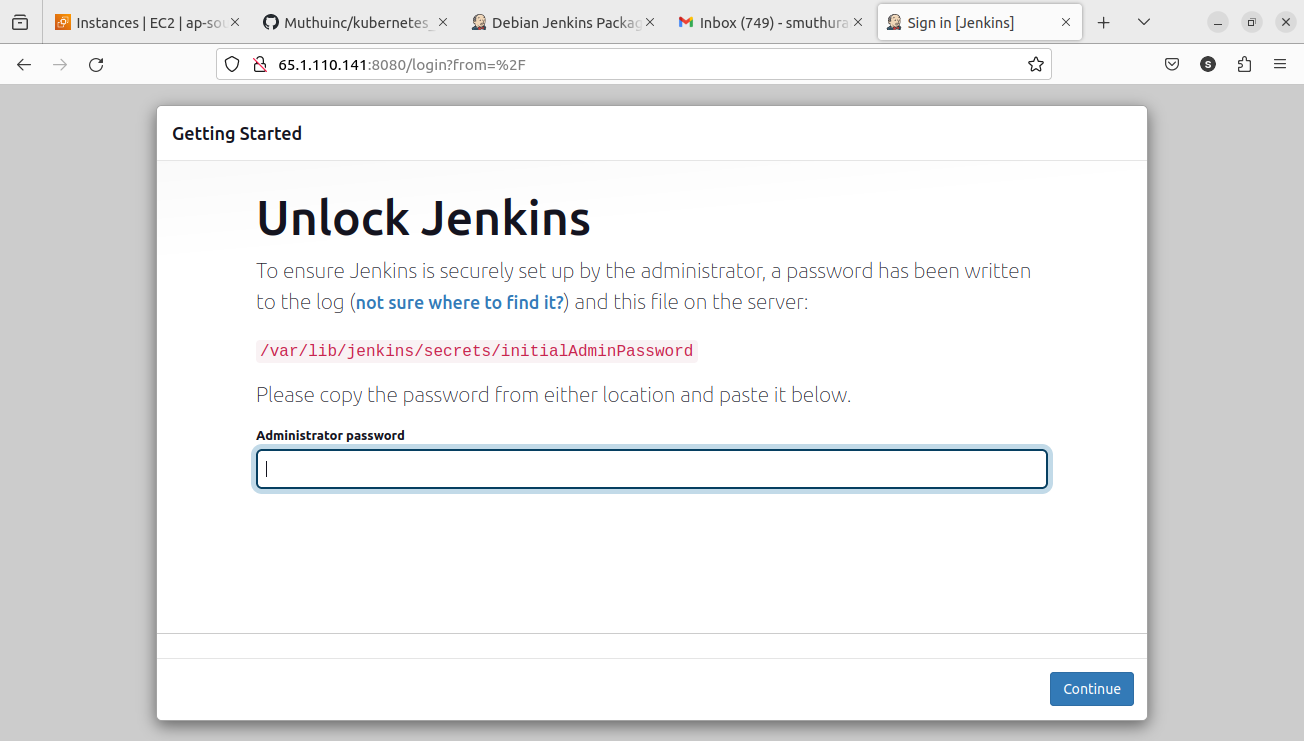 Instances | EC2 | ap-sou
Muthuinc/kubernetes_
Debian Jenkins Packag
Inbox (749) - smuthura
Sign in [Jenkins]
65.1.110.141:8080/login?from=%2F
S
Getting Started
Unlock Jenkins
To ensure Jenkins is securely set up by the administrator, a password has been written
to the log (not sure where to find it?) and this file on the server:
/var/lib/jenkins/secrets/initialAdminPassword
Please copy the password from either location and paste it below.
Administrator password
Continue